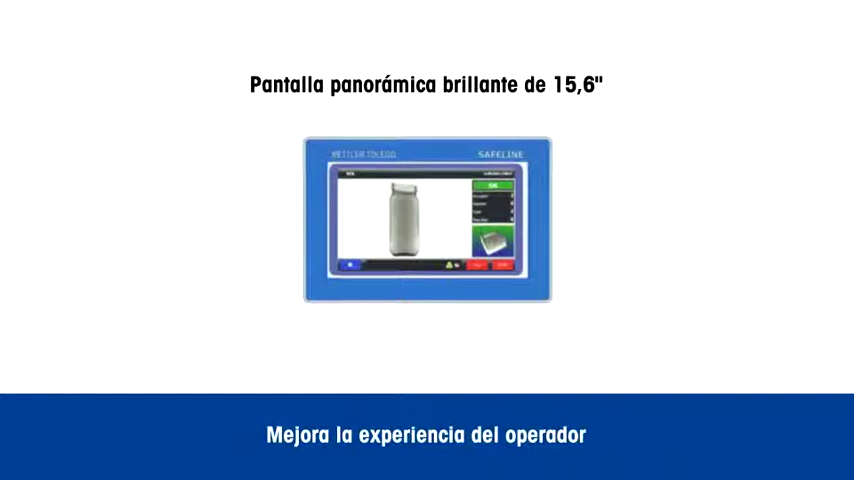 Pantalla panorámica brillante de 15,6"
METTLER TOLEDO SAFELINE
OK
Mejora la experiencia del operador